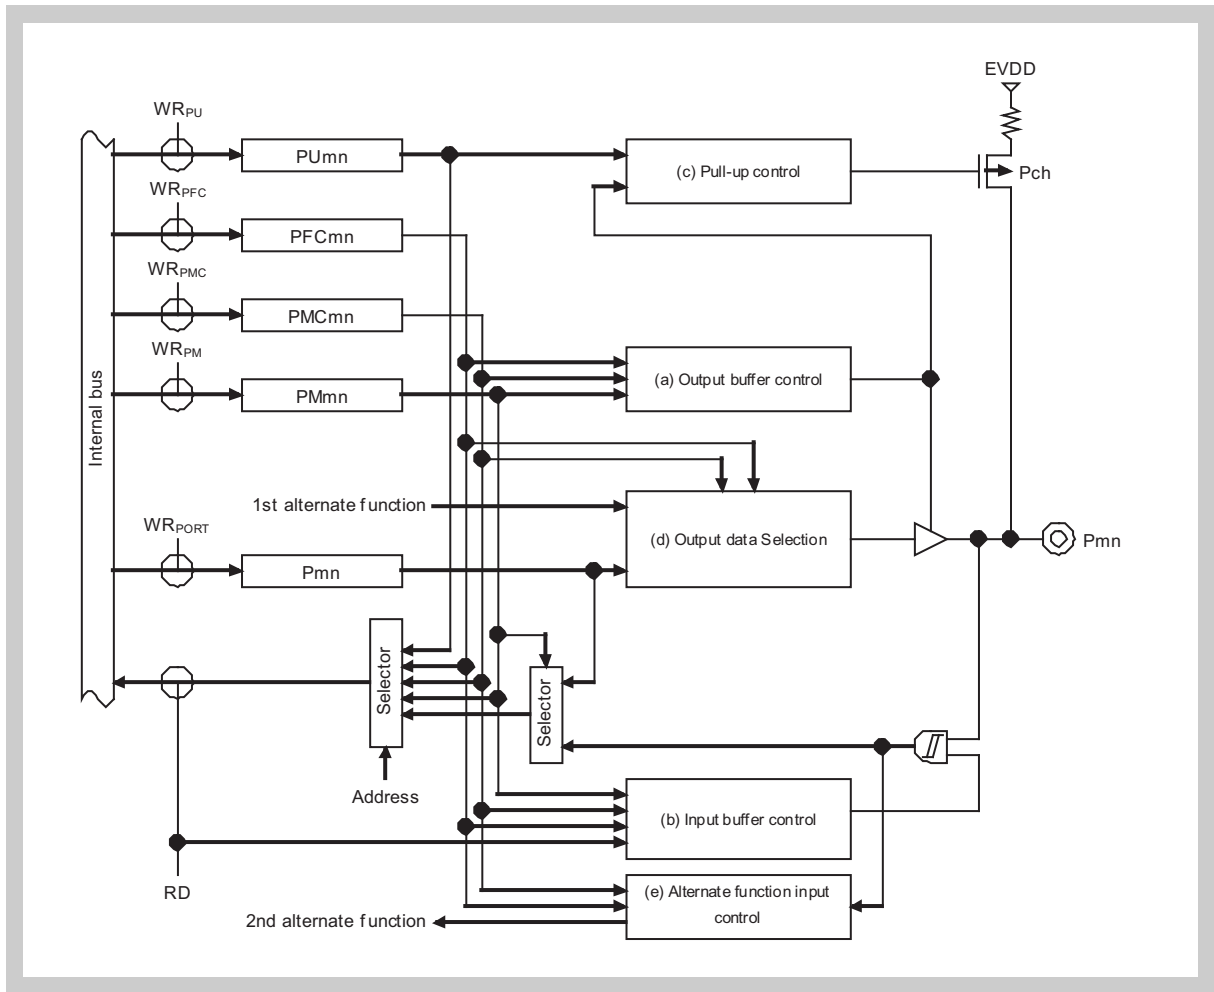 EVDD
WRPU
PUmn
(c) Pull-up control
Pch
WRPFC
PFCmn
WRPMC
PMCmn
WRPM
PMmn
(a) Output buffer control
Internal bus
1st alternate function
WRPORT
(d) Output data Selection
Pmn
Pmn
Selector
Selector
Address
(b) Input buffer control
RD
(e) Alternate function input
control
2nd alternate function